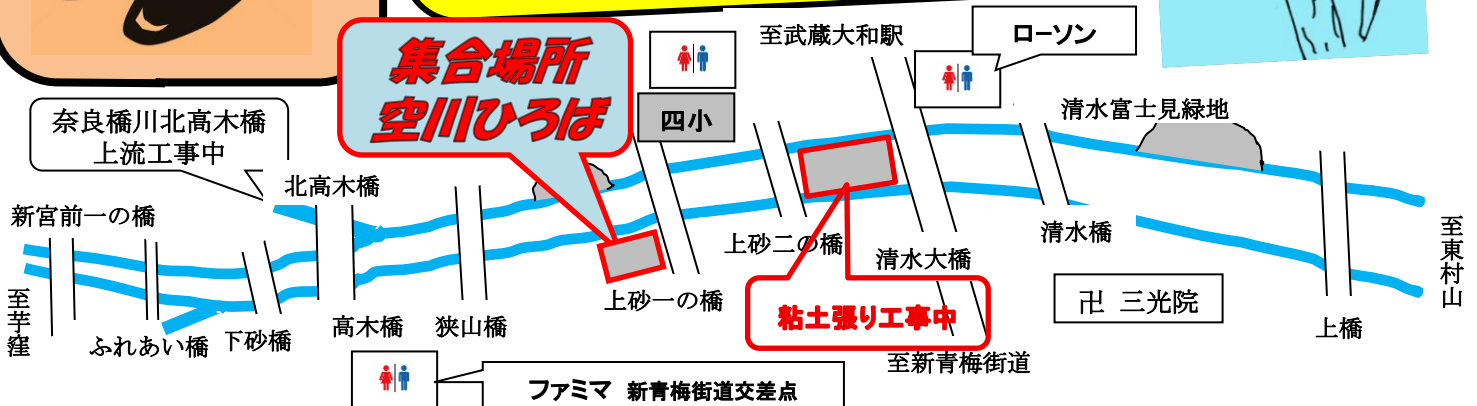 至武蔵大和駅
ローソン
集合場所
空川ひろば
四小
清水富士見緑地
奈良橋川北高木橋
上流工事中
北高木橋
新宮前一の橋
至東村山
上砂二の橋
清水大橋
清水橋
至芋窪
上砂一の橋
卍 三光院
粘土張り工事中
高木橋
狭山橋
上橋
ふれあい橋
下砂橋
至新青梅街道
ファミマ 新青梅街道交差点